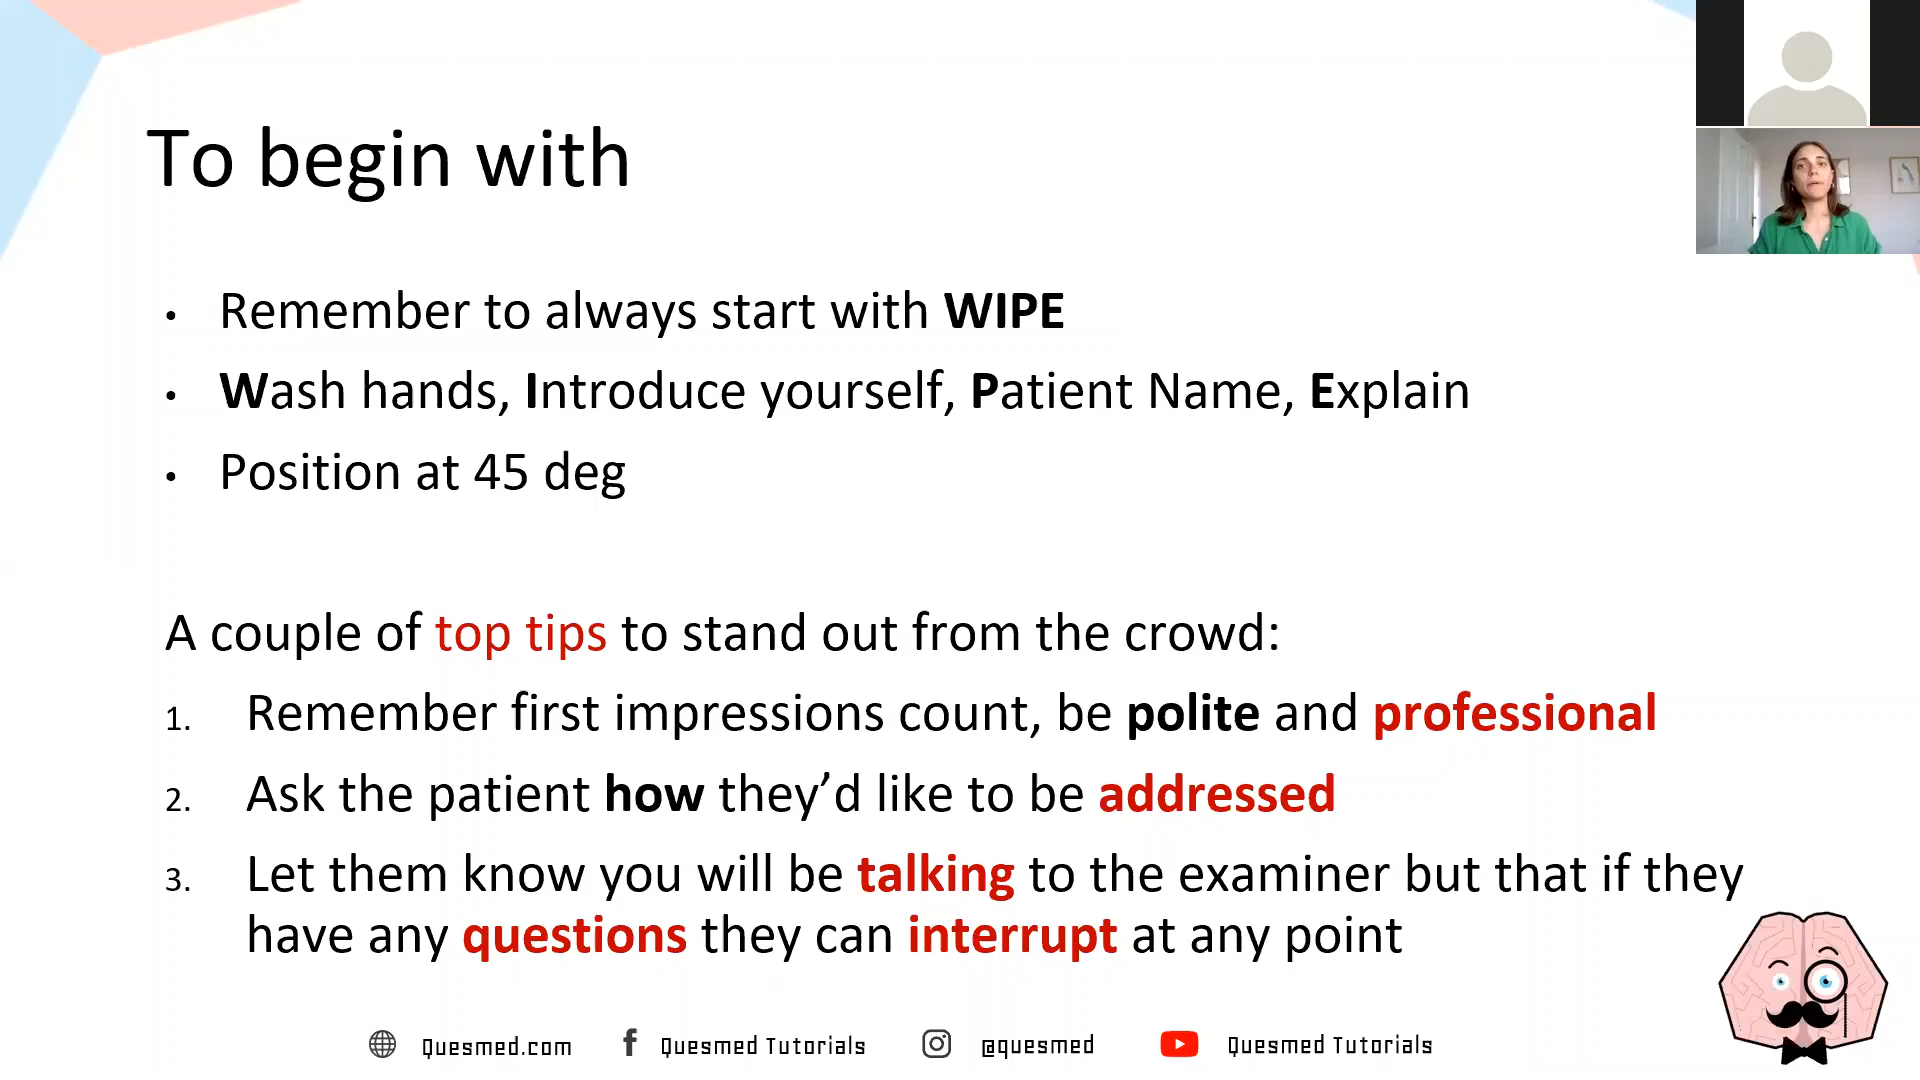 To begin with
• Remember to always start with WIPE
• Wash hands, Introduce yourself, Patient Name, Explain
• Position at 45 deg
A couple of top tips to stand out from the crowd:
1. Remember first impressions count, be polite and professional
2. Ask the patient how they’d like to be addressed
3. Let them know you will be talking to the examiner but that if they
have any questions they can interrupt at any point
Quesmed.com Quesmed Tutorials @quesmed Quesmed Tutorials